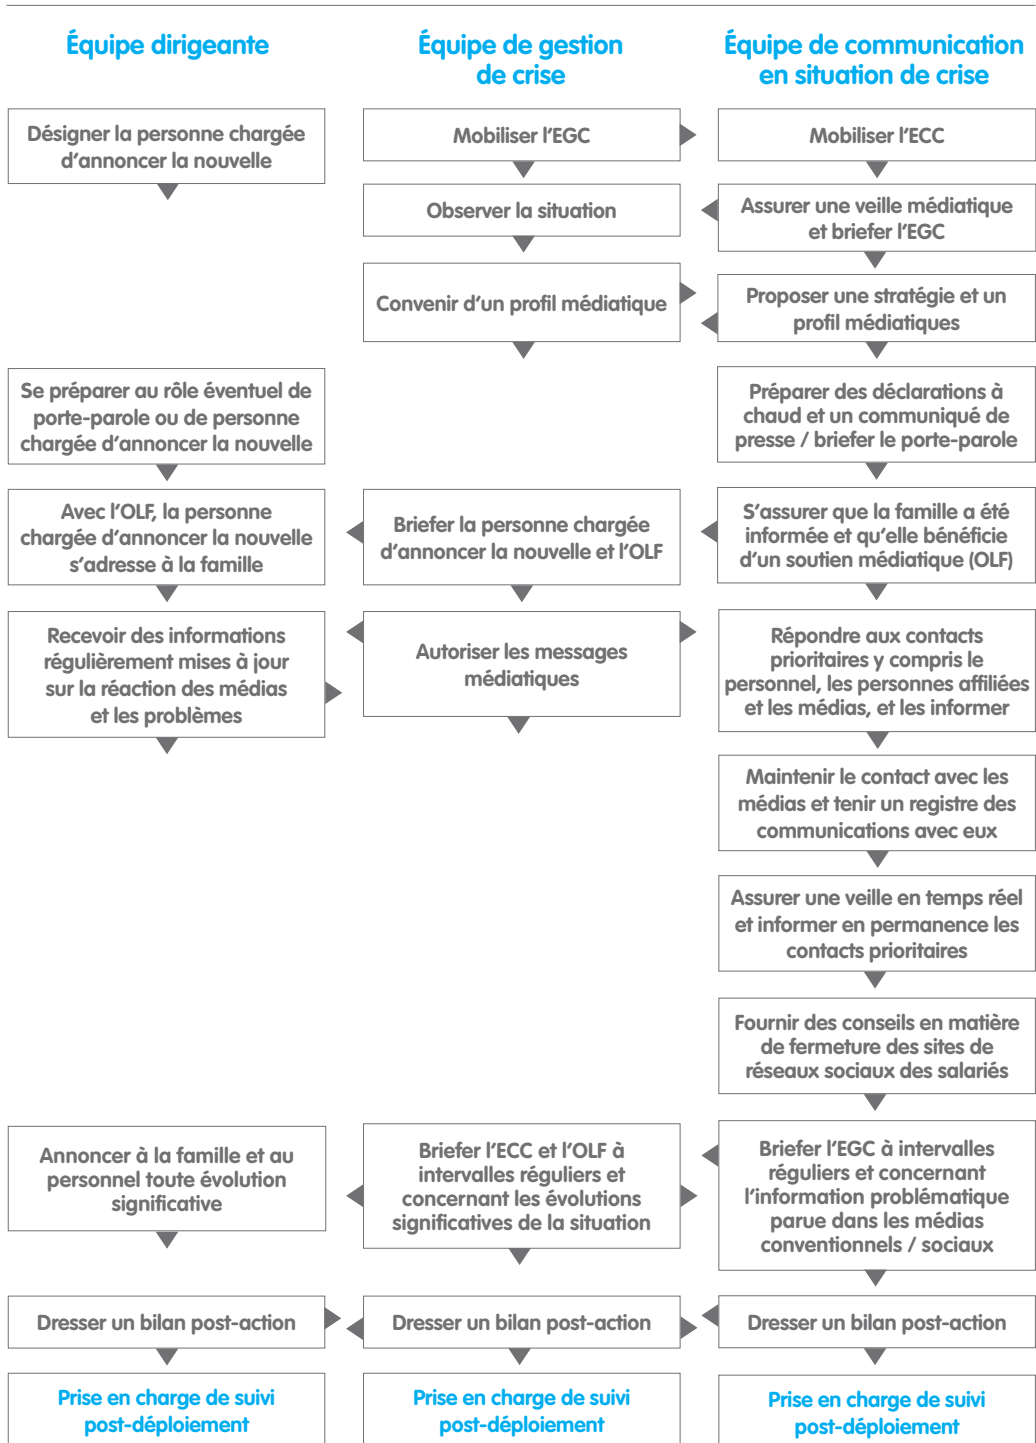 Équipe dirigeante
Équipe de gestion
de crise
Équipe de communication
en situation de crise
Désigner la personne chargée
d'annoncer la nouvelle
Mobiliser l'EGC
Mobiliser l'ECC
Observer la situation
Assurer une veille médiatique
et briefer l'EGC
Convenir d'un profil médiatique
Proposer une stratégie et un
profil médiatiques
Se préparer au rôle éventuel de
porte-parole ou de personne
chargée d'annoncer la nouvelle
Préparer des déclarations à
chaud et un communiqué de
presse / briefer le porte-parole
Avec l'OLF, la personne
chargée d'annoncer la nouvelle
s'adresse à la famille
Briefer la personne chargée
d'annoncer la nouvelle et l'OLF
S'assurer que la famille a été
informée et qu'elle bénéficie
d'un soutien médiatique (OLF)
Recevoir des informations
régulièrement mises à jour
sur la réaction des médias
et les problèmes
Autoriser les messages
médiatiques
Répondre aux contacts
prioritaires y compris le
personnel, les personnes affiliées
et les médias, et les informer
Maintenir le contact avec les
médias et tenir un registre des
communications avec eux
Assurer une veille en temps réel
et informer en permanence les
contacts prioritaires
Fournir des conseils en matière
de fermeture des sites de
réseaux sociaux des salariés
Annoncer à la famille et au
personnel toute évolution
significative
Briefer l'ECC et l'OLF à
intervalles réguliers et
concernant les évolutions
significatives de la situation
Briefer l'EGC à intervalles
réguliers et concernant
l'information problématique
parue dans les médias
conventionnels / sociaux
Dresser un bilan post-action
Dresser un bilan post-action
Dresser un bilan post-action
Prise en charge de suivi
post-déploiement
Prise en charge de suivi
post-déploiement
Prise en charge de suivi
post-déploiement